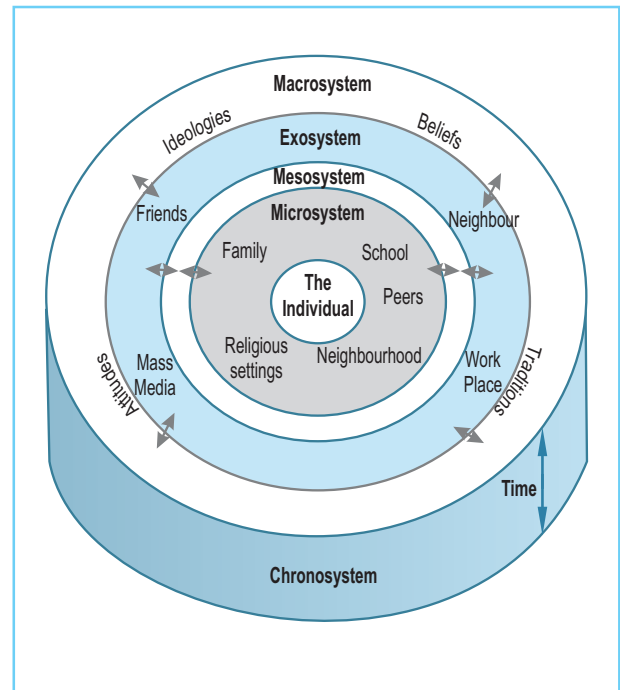 Macrosystem
Ideologies
Beliefs
Exosystem
Mesosystem
Friends
Neighbour
Microsystem
Family
School
The
Individual
Peers
Religious
settings
Neighbourhood
Mass
Media
Work
Place
Attitudes
Traditions
Time
Chronosystem